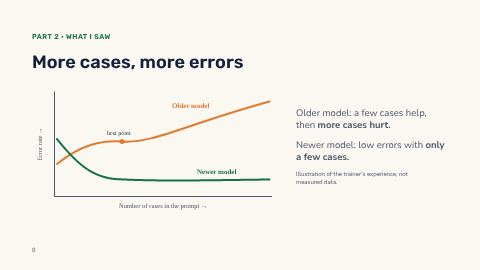 PART 2 • WHAT I SAW
More cases, more errors
Older model
best point
Error rate →
Newer model
Number of cases in the prompt →
Older model: a few cases help,
then more cases hurt.
Newer model: low errors with only
a few cases.
Illustration of the trainer's experience, not
measured data.
8